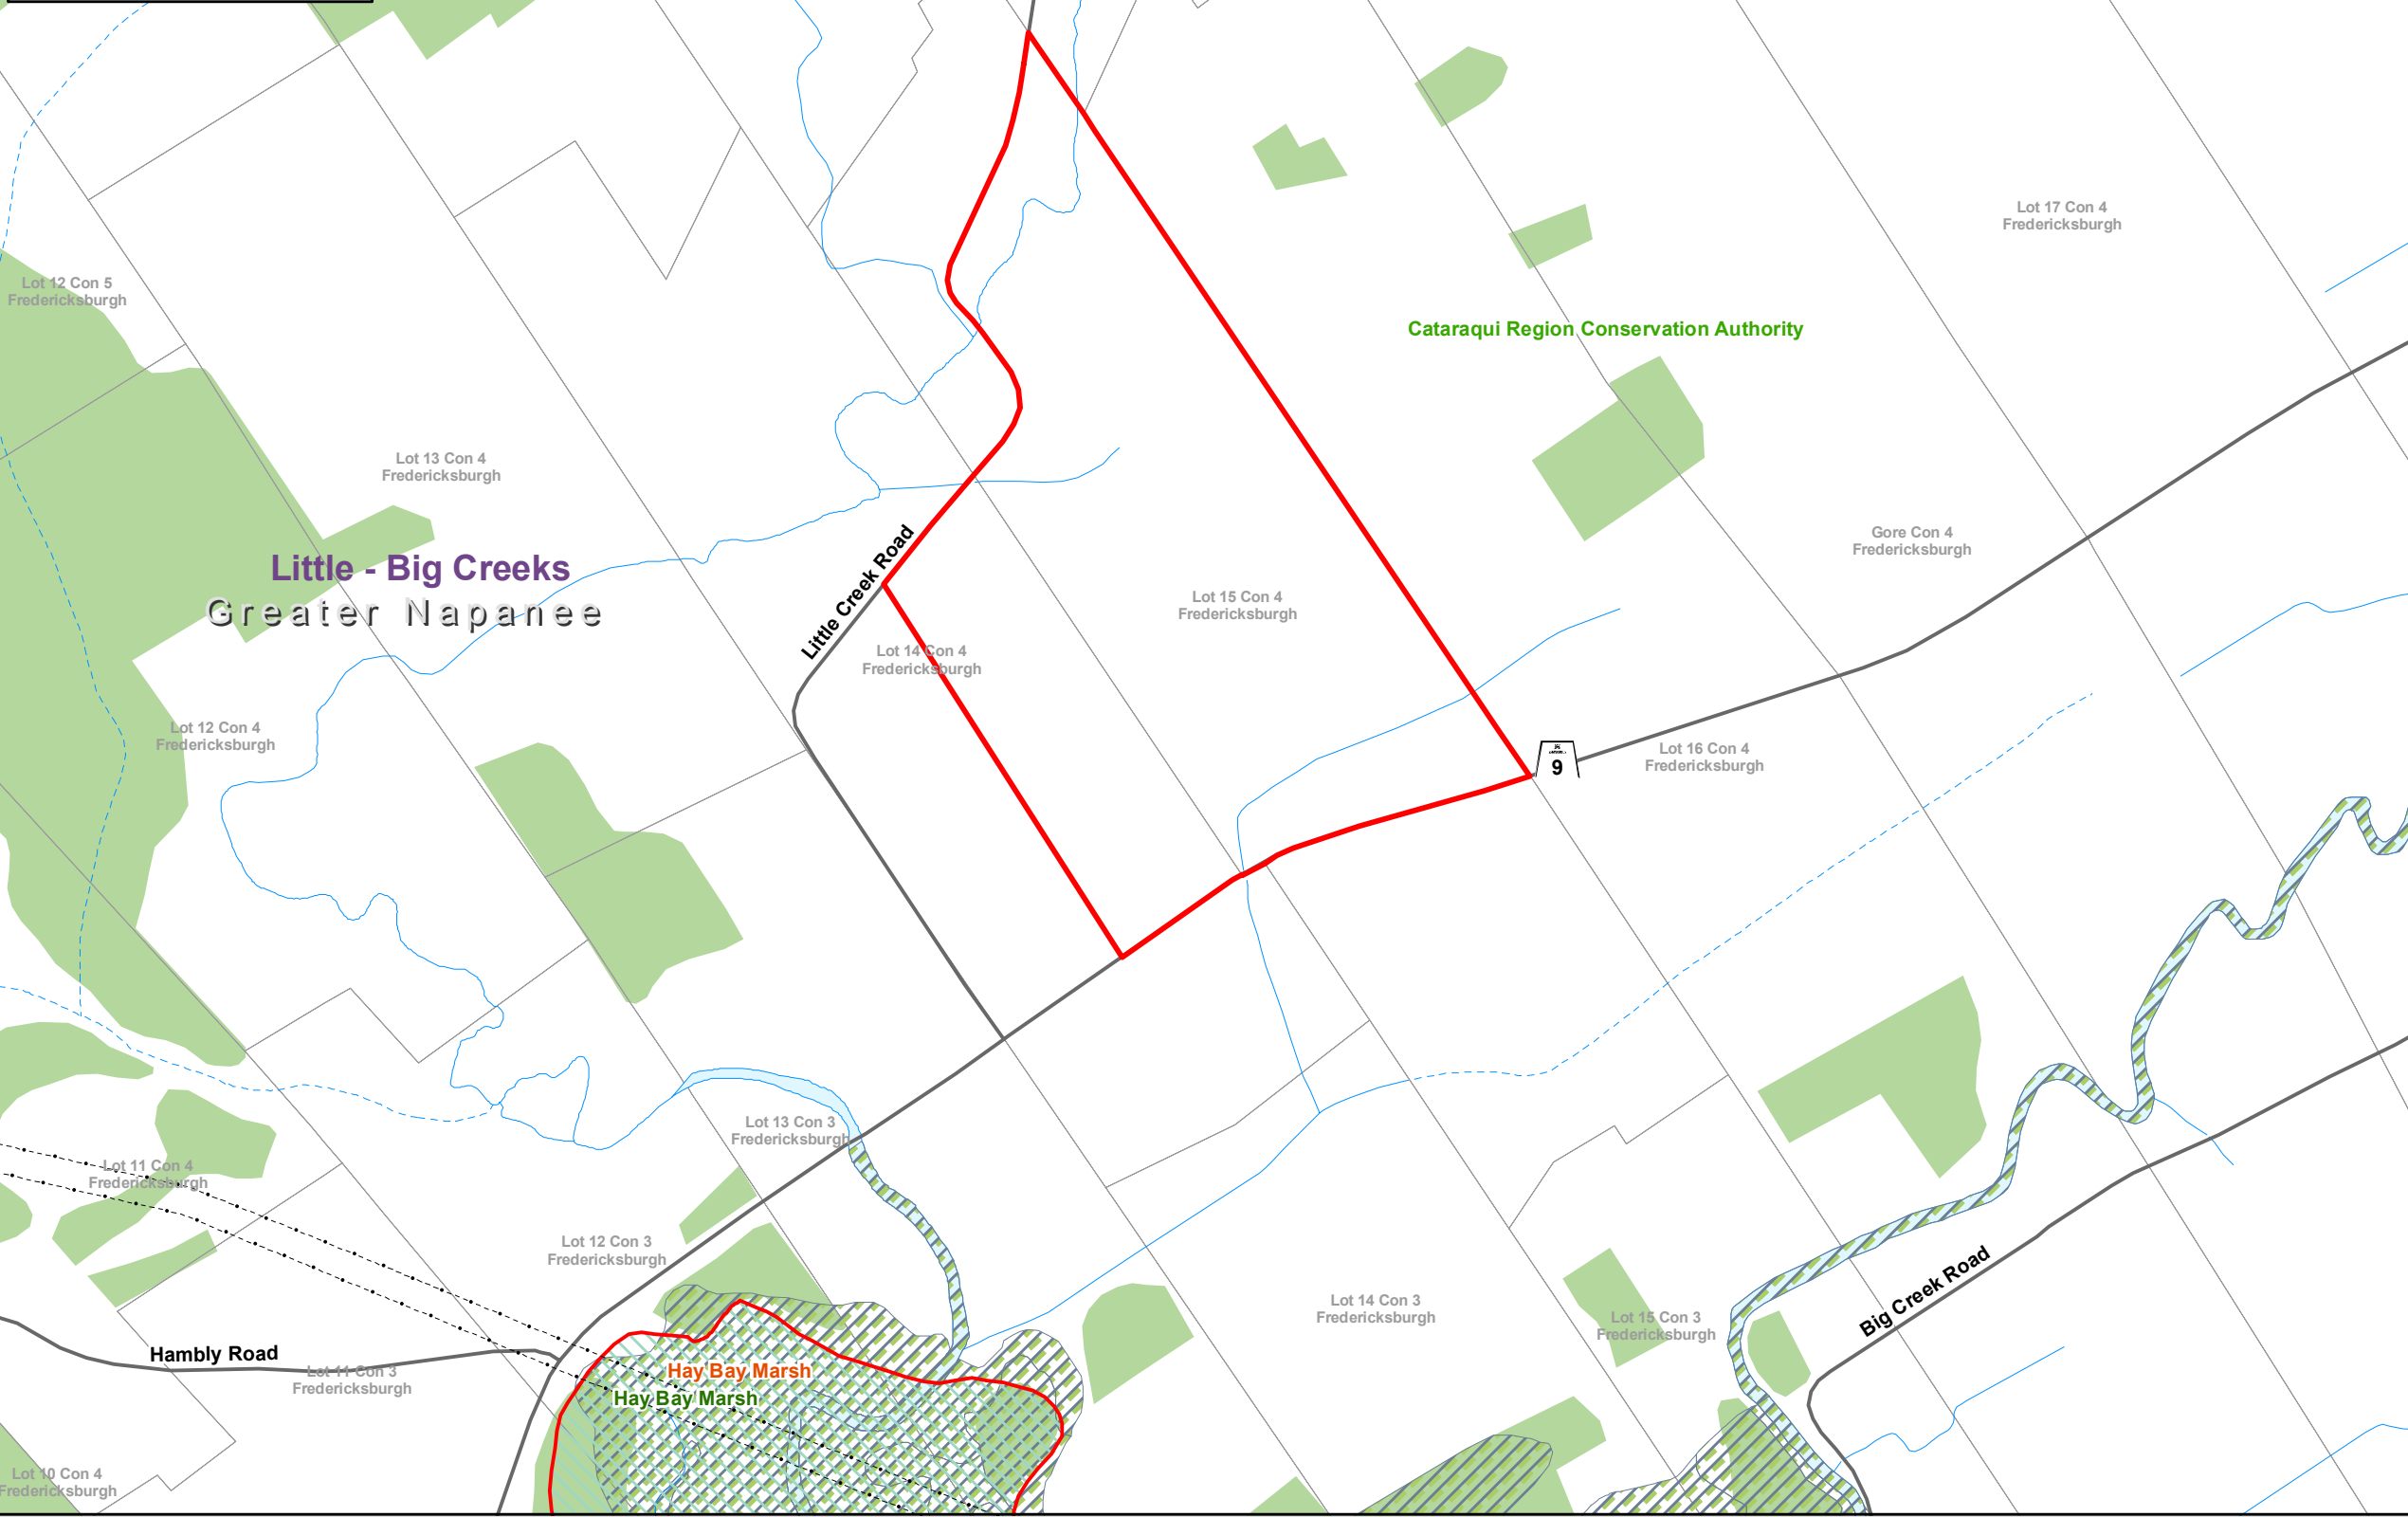 Lot 17 Con 4
Fredericksburgh
Lot 12 Con 5
Fredericksburgh
Cataraqui Region Conservation Authority
Lot 13 Con 4
Fredericksburgh
Gore Con 4
Fredericksburgh
Little - Big Creeks
Greater Napanee
Little Creek Road
Lot 15 Con 4
Fredericksburgh
Lot 14 Con 4
Fredericksburgh
Lot 12 Con 4
Fredericksburgh
9
Lot 16 Con 4
Fredericksburgh
Lot 13 Con 3
Fredericksburgh
Lot 11 Con 4
Fredericksburgh
Lot 12 Con 3
Fredericksburgh
Big Creek Road
Lot 14 Con 3
Fredericksburgh
Lot 15 Con 3
Fredericksburgh
Hambly Road
Lot 11 Con 3
Fredericksburgh
Hay Bay Marsh
Hay Bay Marsh
Lot 10 Con 4
Fredericksburgh